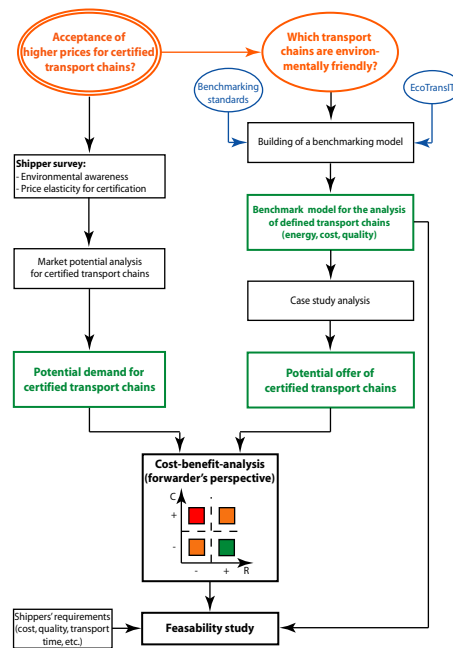 Acceptance of
higher prices for certified
transport chains?
Which transport
chains are environ-
mentally friendly?
Benchmarking
standards
EcoTransIT
Building of a benchmarking model
Shipper survey:
- Environmental awareness
- Price elasticity for certification
Benchmark model for the analysis
of defined transport chains
(energy, cost, quality)
Market potential analysis
for certified transport chains
Case study analysis
Potential demand for
certified transport chains
Potential offer of
certified transport chains
Cost-benefit-analysis
(forwarder's perspective)
C
+
-
- + R
Shippers' requirements
(cost, quality, transport
time, etc.)
Feasability study